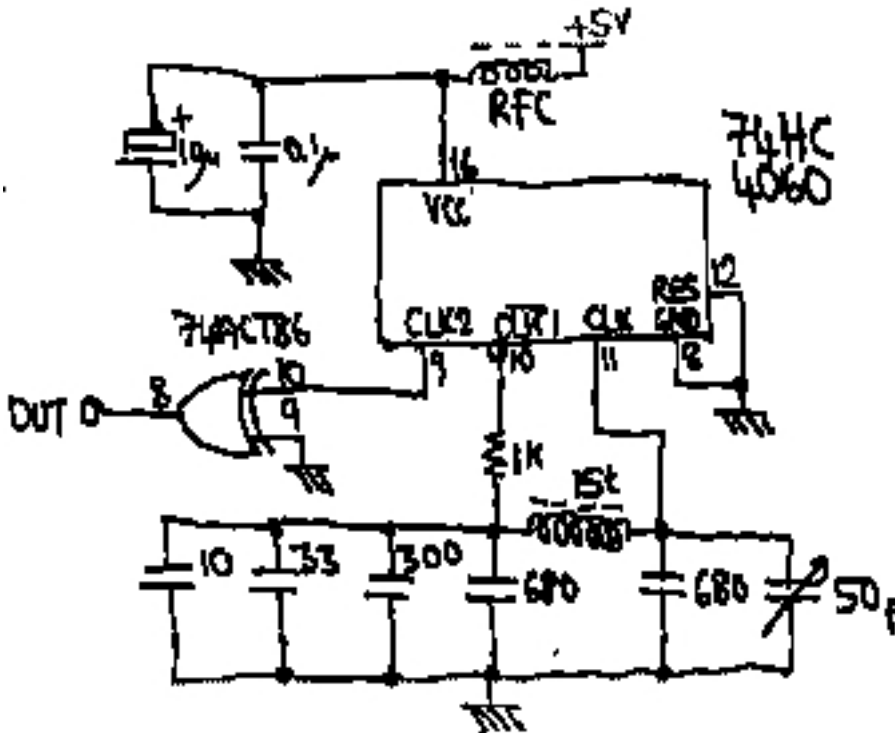 +5V
RFC
+
10µ
0.1µ
16
VCC
74HC
4060
RES
12
CLK2
CLK1
CLK
GND
9
10
11
8
74ACT86
OUT
8
10
9
1K
15t
10
33
300
680
680
50